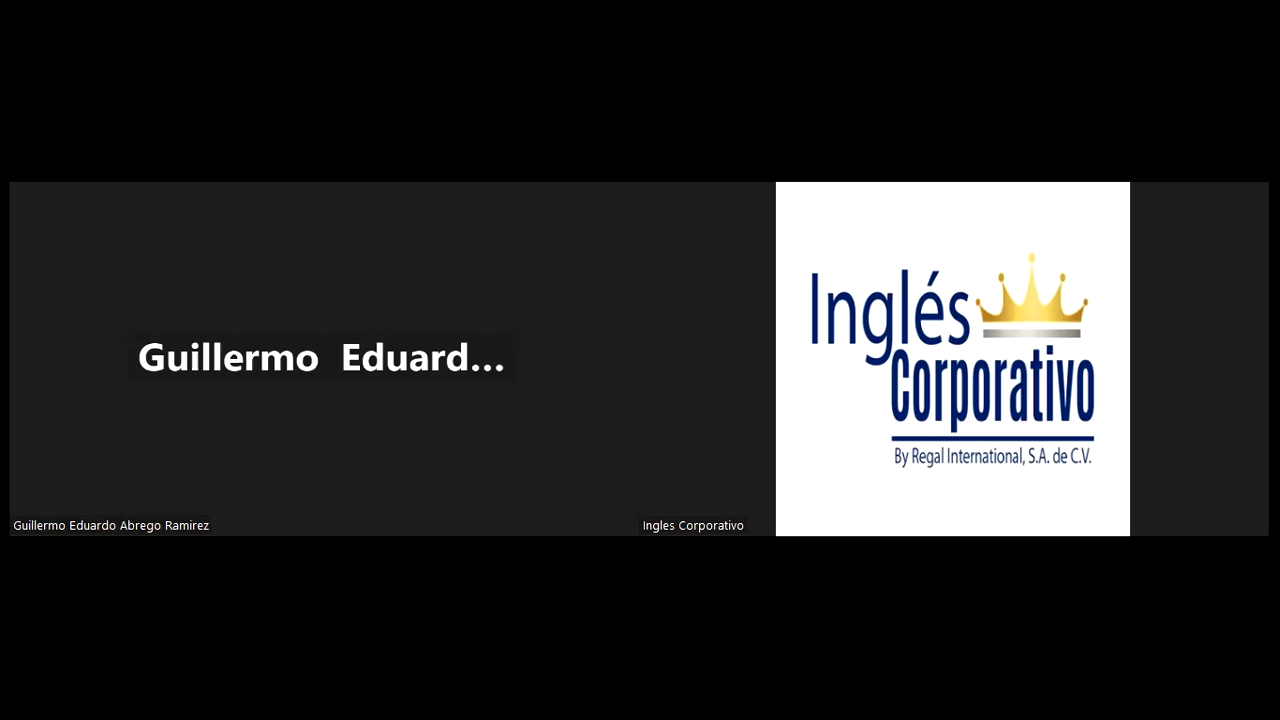 Guillermo Eduard...
Guillermo Eduardo Abrego Ramirez
Inglés
Corporativo
By Regal International, S.A. de C.V.
Ingles Corporativo